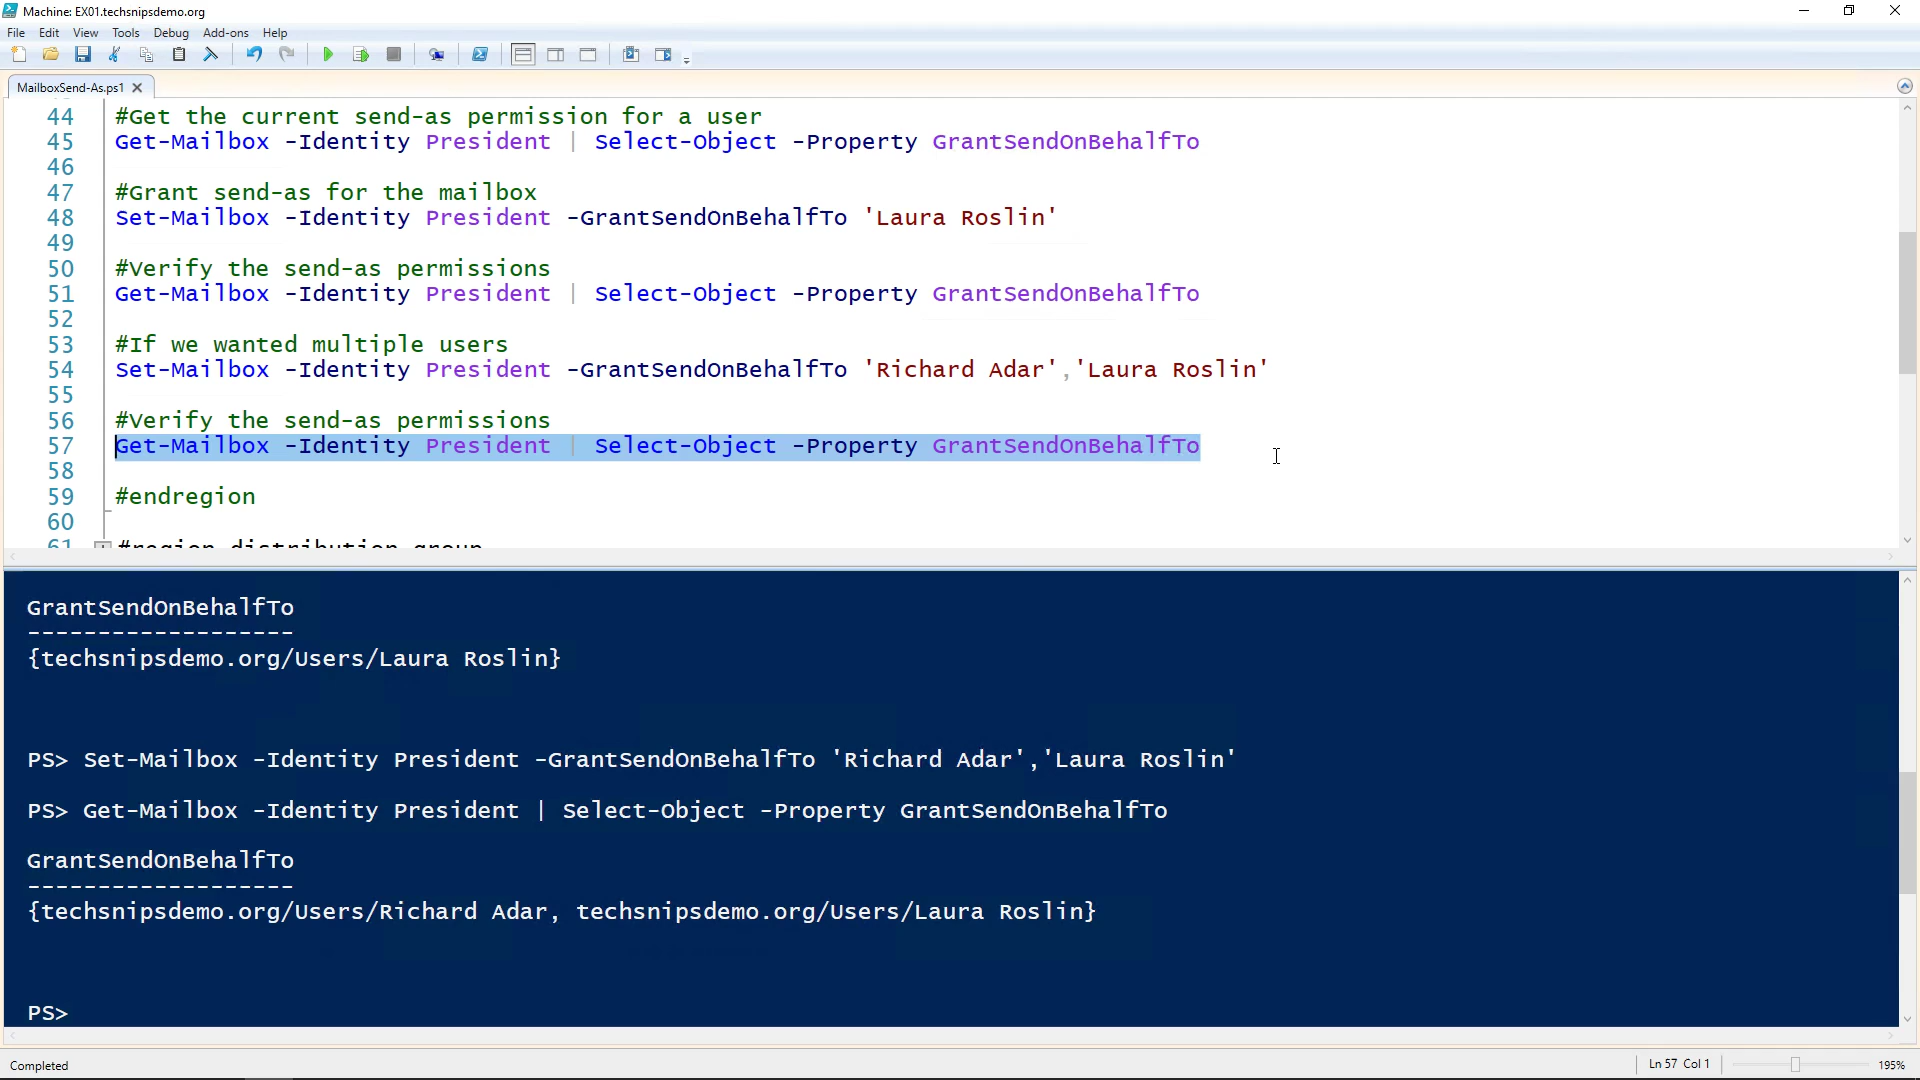 Machine: EX01.techsnipsdemo.org
File Edit View Tools Debug Add-ons Help
MailboxSend-As.ps1
44 #Get the current send-as permission for a user
45 Get-Mailbox -Identity President | Select-Object -Property GrantSendOnBehalfTo
46
47 #Grant send-as for the mailbox
48 Set-Mailbox -Identity President -GrantSendOnBehalfTo 'Laura Roslin'
49
50 #Verify the send-as permissions
51 Get-Mailbox -Identity President | Select-Object -Property GrantSendOnBehalfTo
52
53 #If we wanted multiple users
54 Set-Mailbox -Identity President -GrantSendOnBehalfTo 'Richard Adar','Laura Roslin'
55
56 #Verify the send-as permissions
57 Get-Mailbox -Identity President | Select-Object -Property GrantSendOnBehalfTo
58
59 #endregion
60
61 #region distribution group
GrantSendOnBehalfTo
-------------------
{techsnipsdemo.org/Users/Laura Roslin}
PS> Set-Mailbox -Identity President -GrantSendOnBehalfTo 'Richard Adar','Laura Roslin'
PS> Get-Mailbox -Identity President | Select-Object -Property GrantSendOnBehalfTo
GrantSendOnBehalfTo
-------------------
{techsnipsdemo.org/Users/Richard Adar, techsnipsdemo.org/Users/Laura Roslin}
PS>
Completed
Ln 57 Col 1
195%